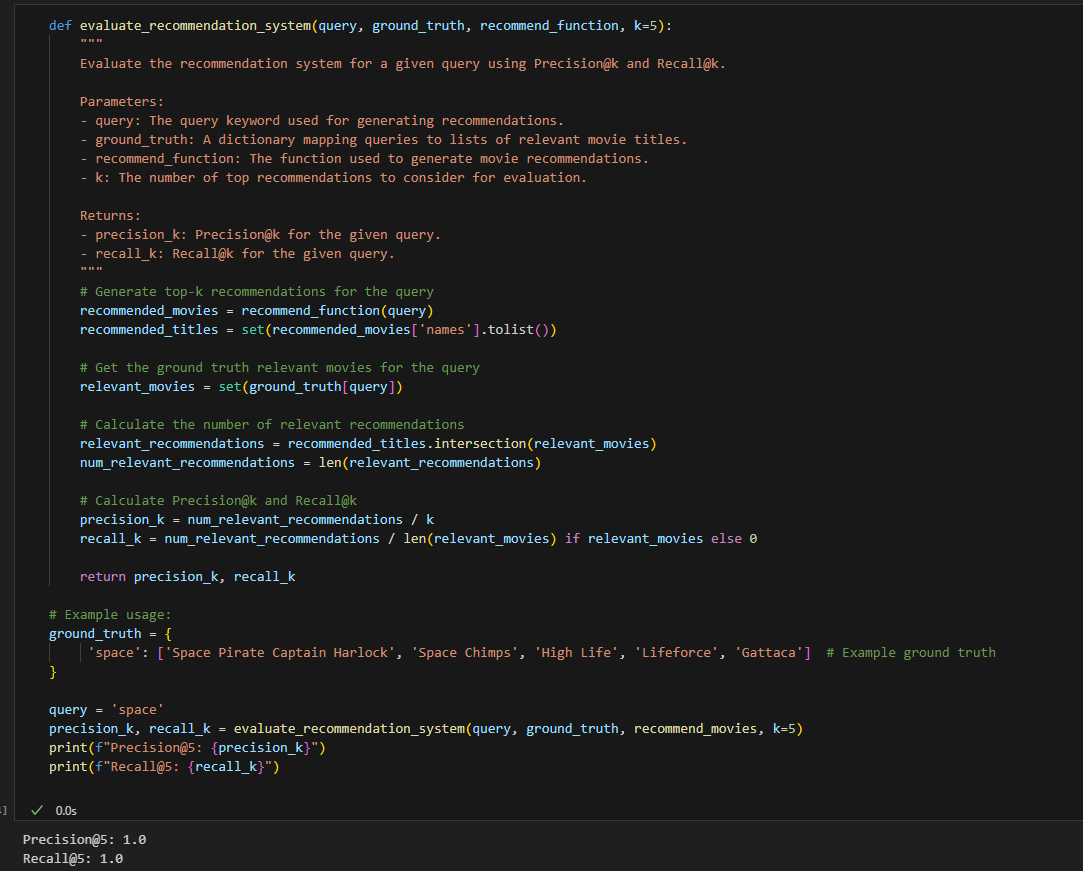 def evaluate_recommendation_system(query, ground_truth, recommend_function, k=5):
"""
Evaluate the recommendation system for a given query using Precision@k and Recall@k.
Parameters:
- query: The query keyword used for generating recommendations.
- ground_truth: A dictionary mapping queries to lists of relevant movie titles.
- recommend_function: The function used to generate movie recommendations.
- k: The number of top recommendations to consider for evaluation.
Returns:
- precision_k: Precision@k for the given query.
- recall_k: Recall@k for the given query.
"""
# Generate top-k recommendations for the query
recommended_movies = recommend_function(query)
recommended_titles = set(recommended_movies['names'].tolist())
# Get the ground truth relevant movies for the query
relevant_movies = set(ground_truth[query])
# Calculate the number of relevant recommendations
relevant_recommendations = recommended_titles.intersection(relevant_movies)
num_relevant_recommendations = len(relevant_recommendations)
# Calculate Precision@k and Recall@k
precision_k = num_relevant_recommendations / k
recall_k = num_relevant_recommendations / len(relevant_movies) if relevant_movies else 0
return precision_k, recall_k
# Example usage:
ground_truth = {
'space': ['Space Pirate Captain Harlock', 'Space Chimps', 'High Life', 'Lifeforce', 'Gattaca']  # Example ground truth
}
query = 'space'
precision_k, recall_k = evaluate_recommendation_system(query, ground_truth, recommend_movies, k=5)
print(f"Precision@5: {precision_k}")
print(f"Recall@5: {recall_k}")
] ✓ 0.0s
Precision@5: 1.0
Recall@5: 1.0